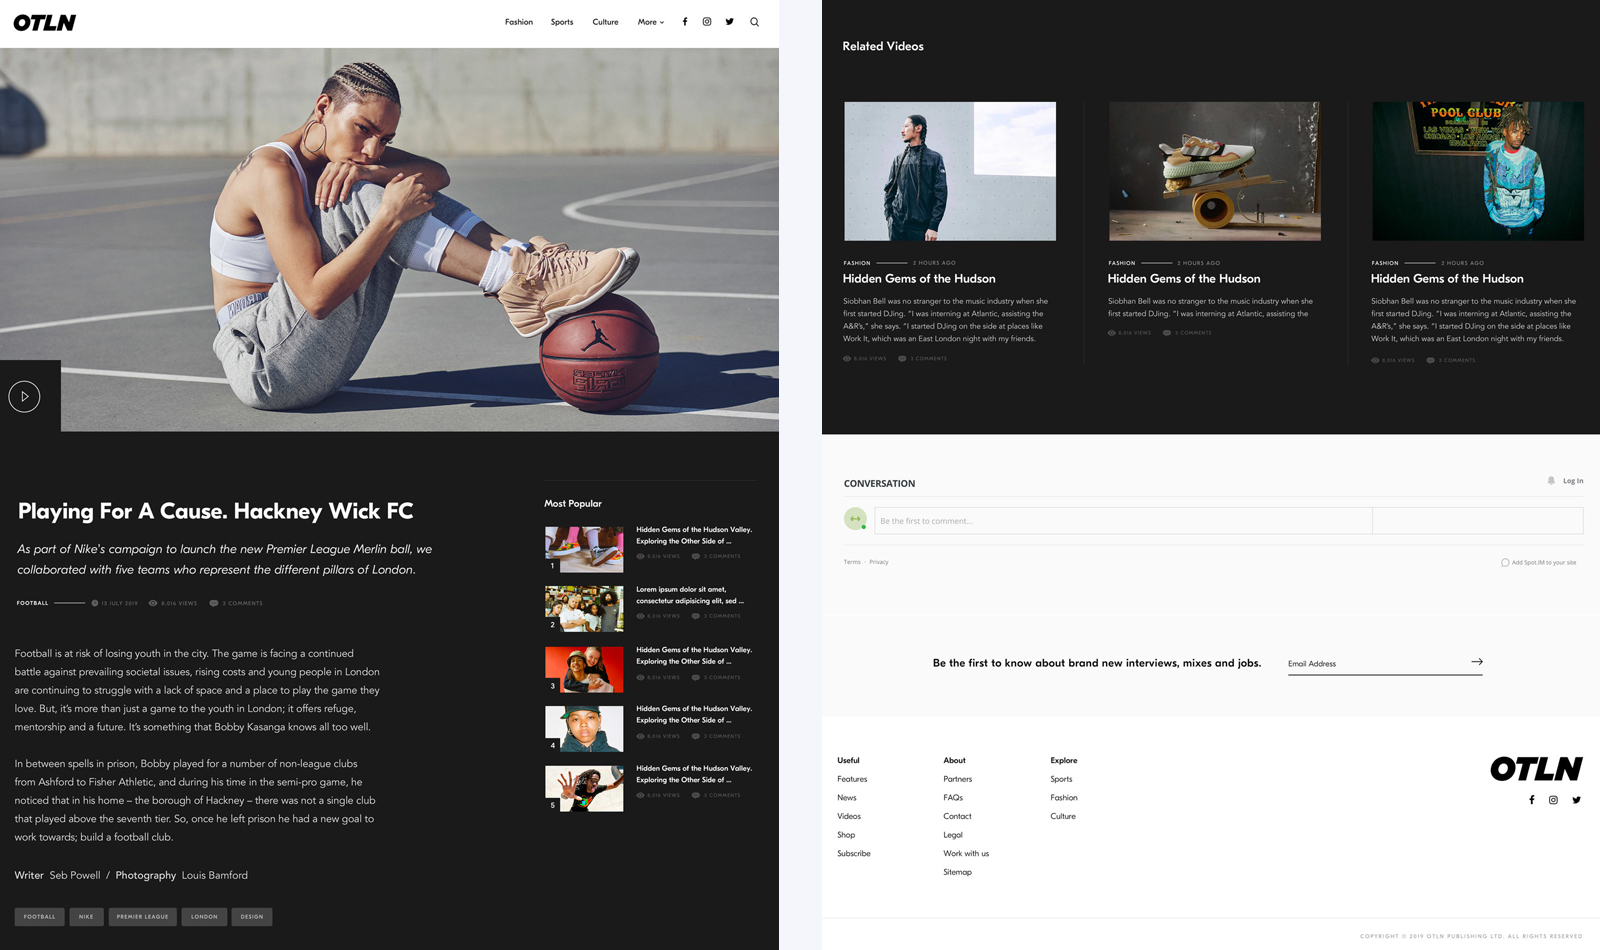 OTLN
Fashion
Sports
Culture
More
Playing For A Cause. Hackney Wick FC
As part of Nike's campaign to launch the new Premier League Merlin ball, we
collaborated with five teams who represent the different pillars of London.
FOOTBALL
13 JULY 2019
8,016 VIEWS
3 COMMENTS
Football is at risk of losing youth in the city. The game is facing a continued
battle against prevailing societal issues, rising costs and young people in London
are continuing to struggle with a lack of space and a place to play the game they
love. But, it's more than just a game to the youth in London; it offers refuge,
mentorship and a future. It's something that Bobby Kasanga knows all too well.
In between spells in prison, Bobby played for a number of non-league clubs
from Ashford to Fisher Athletic, and during his time in the semi-pro game, he
noticed that in his home – the borough of Hackney – there was not a single club
that played above the seventh tier. So, once he left prison he had a new goal to
work towards; build a football club.
Writer Seb Powell / Photography Louis Bamford
FOOTBALL
NIKE
PREMIER LEAGUE
LONDON
DESIGN
Most Popular
1
Hidden Gems of the Hudson Valley.
Exploring the Other Side of ...
8,016 VIEWS
3 COMMENTS
2
Lorem ipsum dolor sit amet,
consectetur adipisicing elit, sed ...
8,016 VIEWS
3 COMMENTS
3
Hidden Gems of the Hudson Valley.
Exploring the Other Side of ...
8,016 VIEWS
3 COMMENTS
4
Hidden Gems of the Hudson Valley.
Exploring the Other Side of ...
8,016 VIEWS
3 COMMENTS
5
Hidden Gems of the Hudson Valley.
Exploring the Other Side of ...
8,016 VIEWS
3 COMMENTS
Related Videos
FASHION
2 HOURS AGO
Hidden Gems of the Hudson
Siobhan Bell was no stranger to the music industry when she
first started DJing. "I was interning at Atlantic, assisting the
A&R's," she says. "I started DJing on the side at places like
Work It, which was an East London night with my friends.
8,016 VIEWS
3 COMMENTS
FASHION
2 HOURS AGO
Hidden Gems of the Hudson
Siobhan Bell was no stranger to the music industry when she
first started DJing. "I was interning at Atlantic, assisting the
8,016 VIEWS
3 COMMENTS
POOL CLUB
FASHION
2 HOURS AGO
Hidden Gems of the Hudson
Siobhan Bell was no stranger to the music industry when she
first started DJing. "I was interning at Atlantic, assisting the
A&R's," she says. "I started DJing on the side at places like
Work It, which was an East London night with my friends.
8,016 VIEWS
3 COMMENTS
CONVERSATION
Log In
Be the first to comment...
Terms · Privacy
Add Spot.IM to your site
Be the first to know about brand new interviews, mixes and jobs.
Email Address
Useful
Features
News
Videos
Shop
Subscribe
About
Partners
FAQs
Contact
Legal
Work with us
Sitemap
Explore
Sports
Fashion
Culture
OTLN
COPYRIGHT © 2019 OTLN PUBLISHING LTD. ALL RIGHTS RESERVED